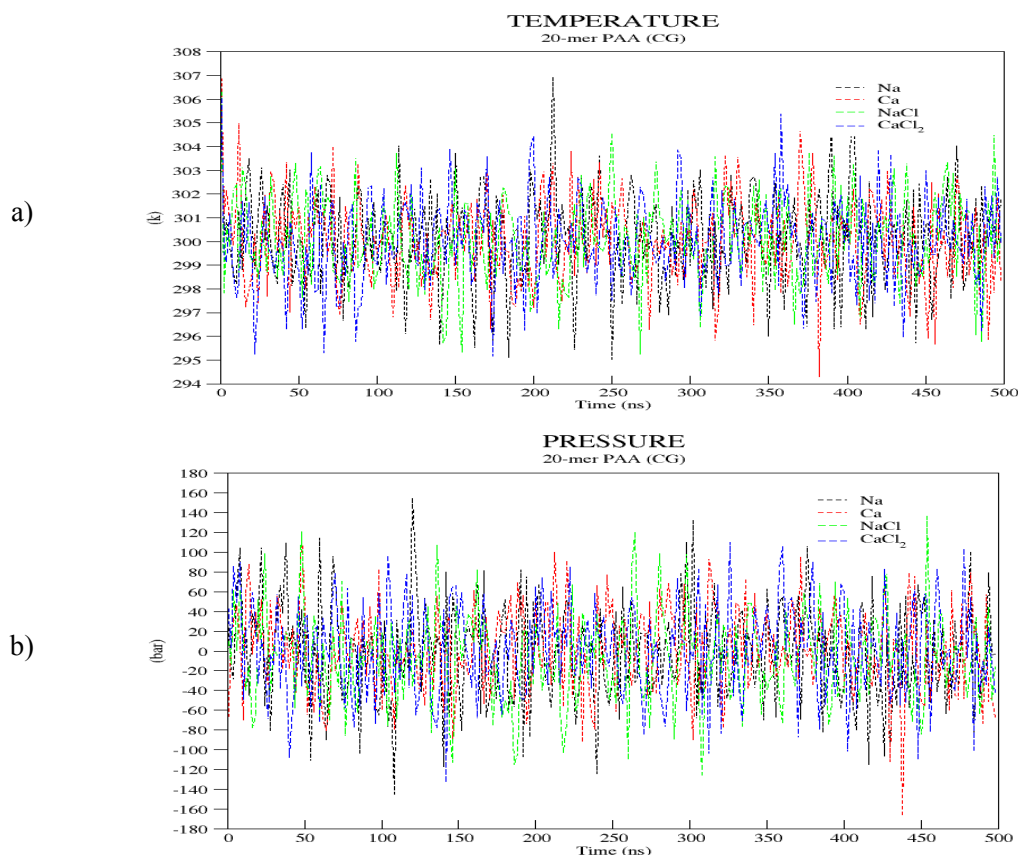 a)
TEMPERATURE
20-mer PAA (CG)
(k)
308
307
306
305
304
303
302
301
300
299
298
297
296
295
294
Na
Ca
NaCl
CaCl₂
0 50 100 150 200 250 300 350 400 450 500
Time (ns)
b)
PRESSURE
20-mer PAA (CG)
(bar)
180
160
140
120
100
80
60
40
20
0
-20
-40
-60
-80
-100
-120
-140
-160
-180
Na
Ca
NaCl
CaCl₂
0 50 100 150 200 250 300 350 400 450 500
Time (ns)